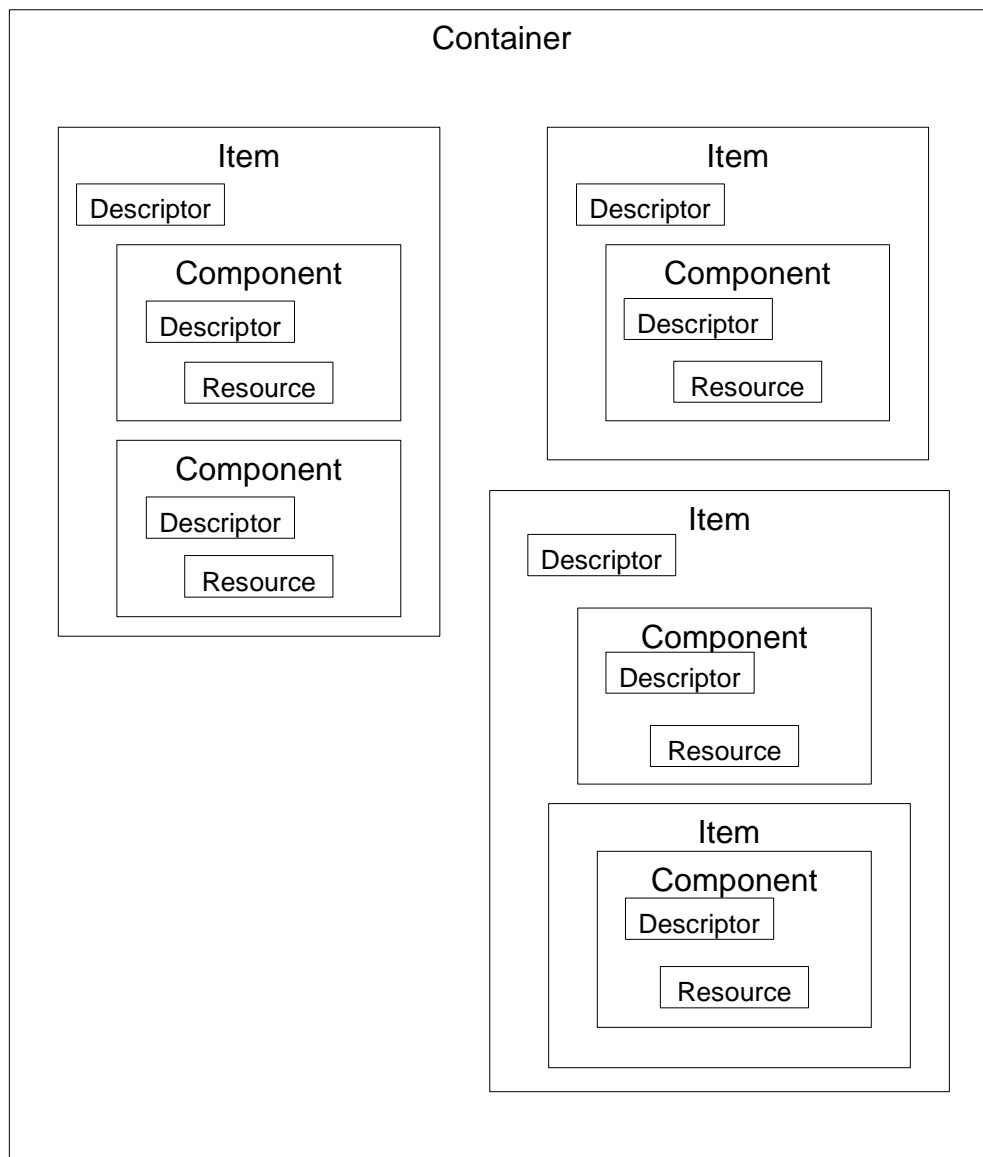 Container
Item
Descriptor
Component
Descriptor
Resource
Component
Descriptor
Resource
Item
Descriptor
Component
Descriptor
Resource
Item
Descriptor
Component
Descriptor
Resource
Item
Component
Descriptor
Resource